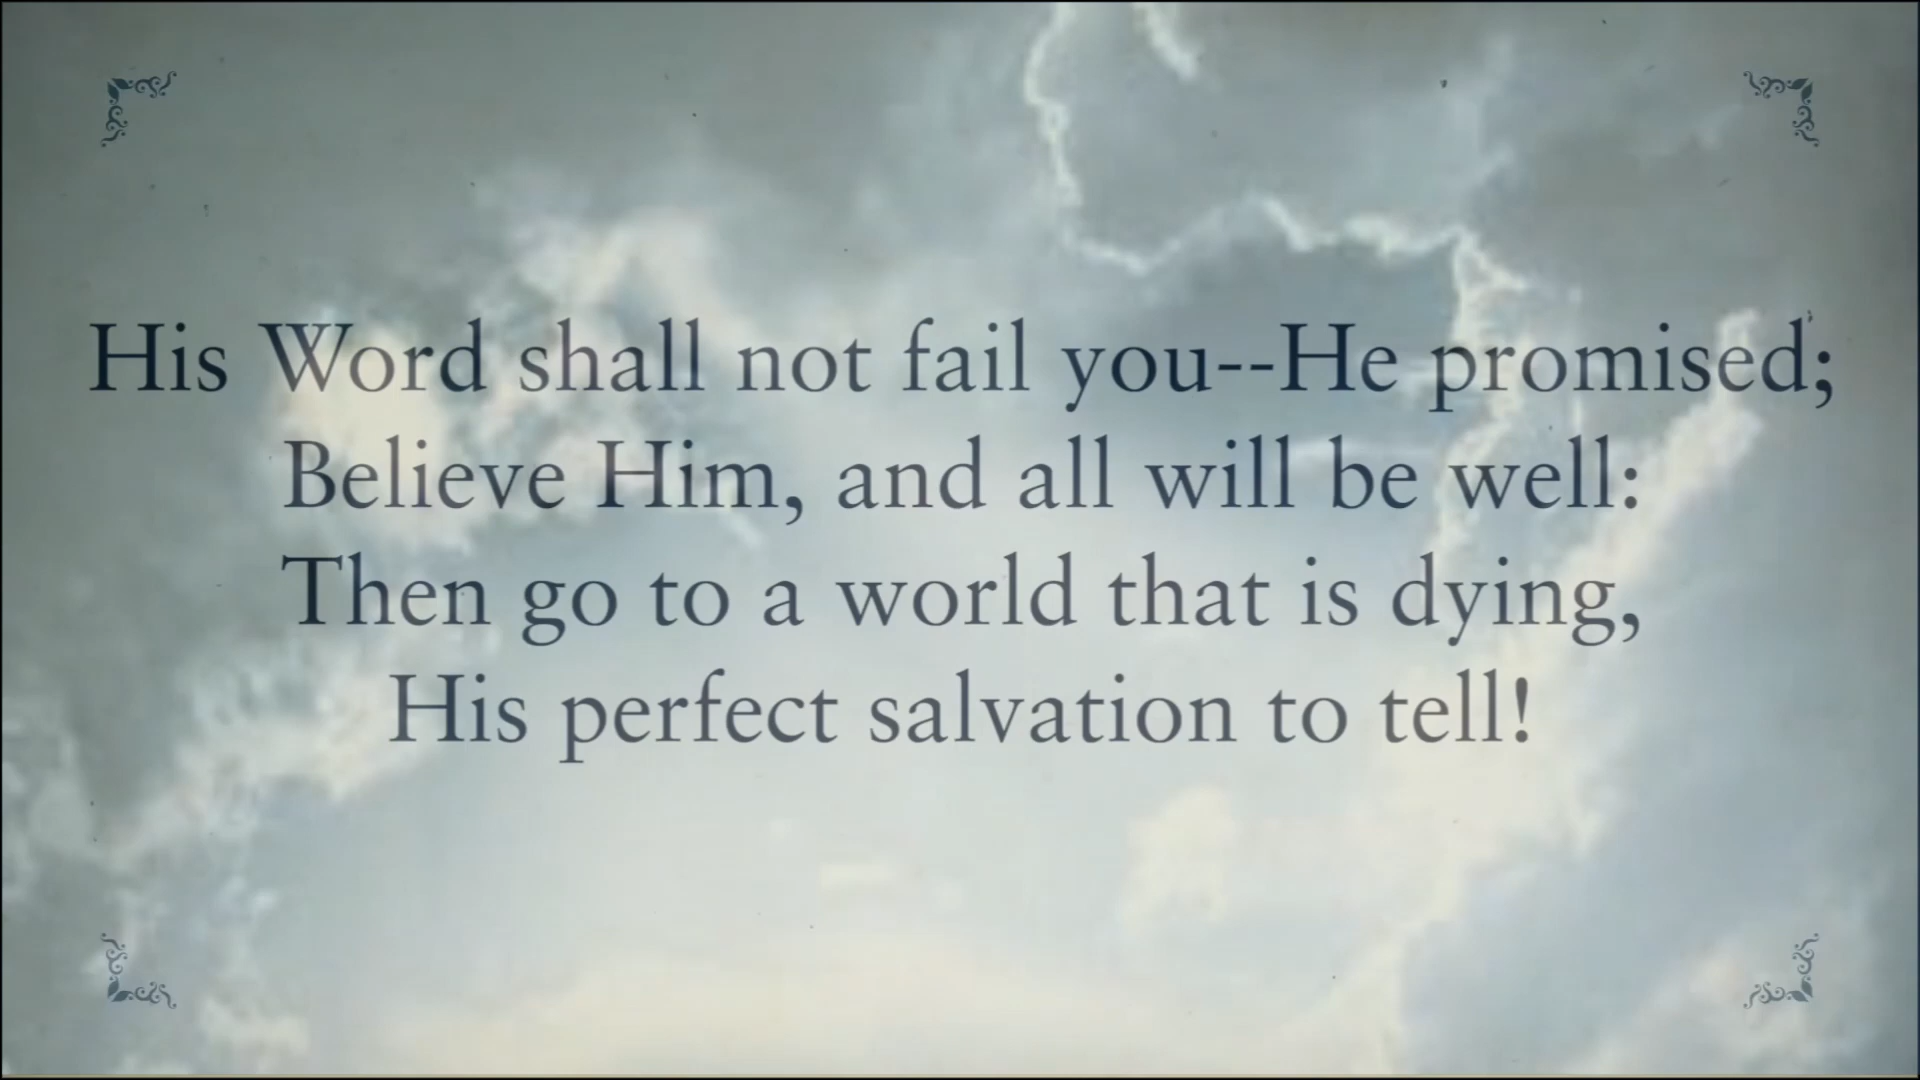 His Word shall not fail you--He promised;
Believe Him, and all will be well:
Then go to a world that is dying,
His perfect salvation to tell!